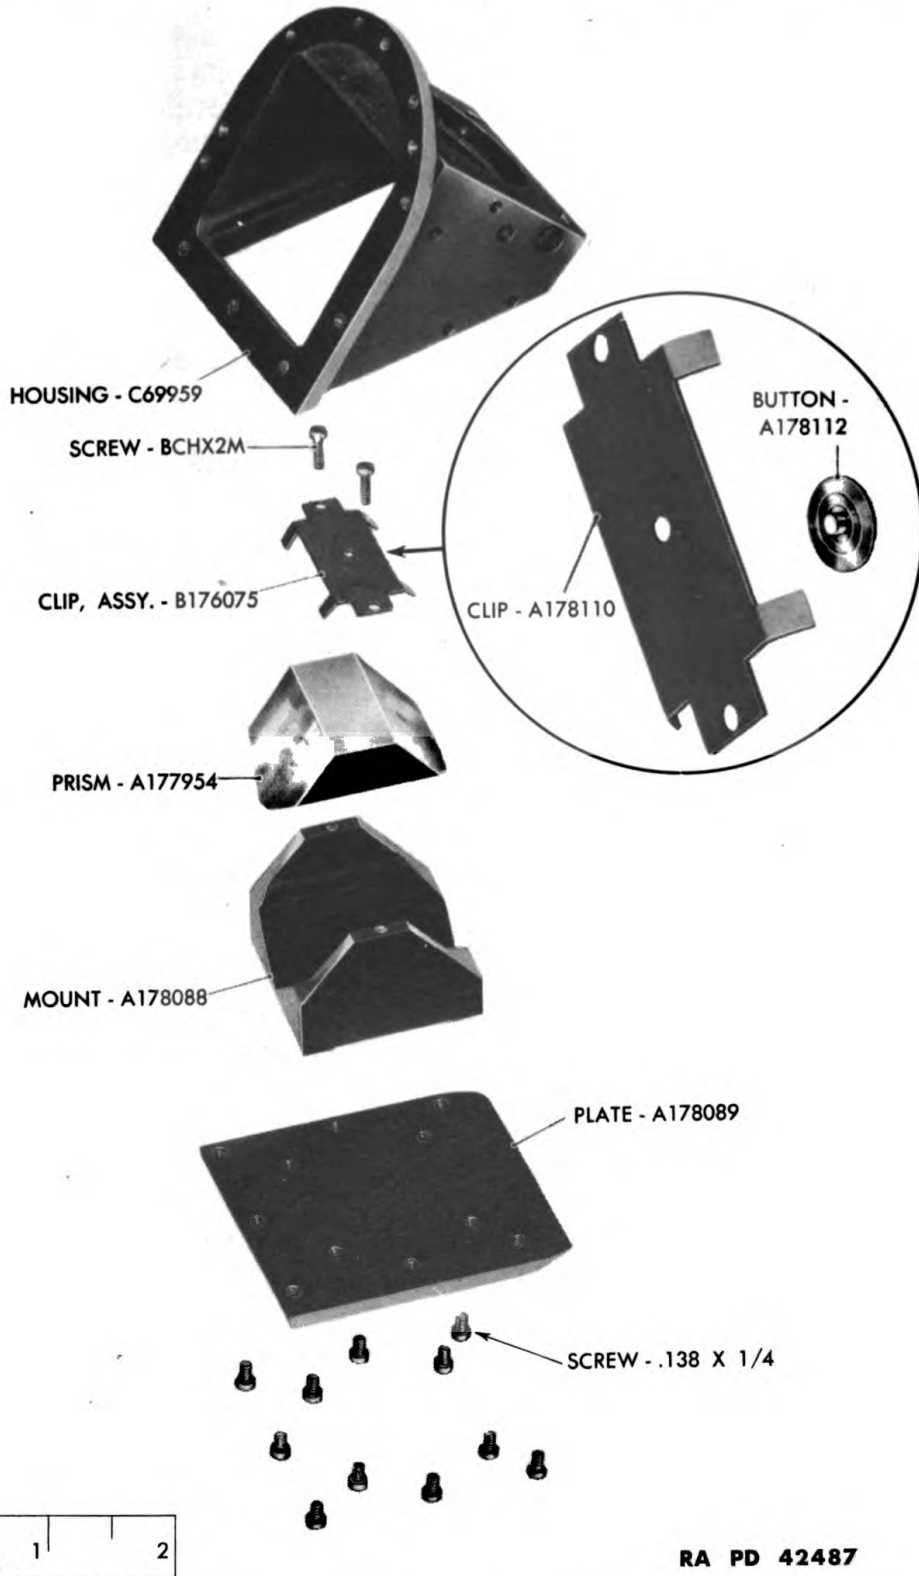 HOUSING - C69959
SCREW - BCHX2M
BUTTON -
A178112
CLIP, ASSY. - B176075
CLIP - A178110
PRISM - A177954
MOUNT - A178088
PLATE - A178089
SCREW - .138 X 1/4
1 2
RA PD 42487